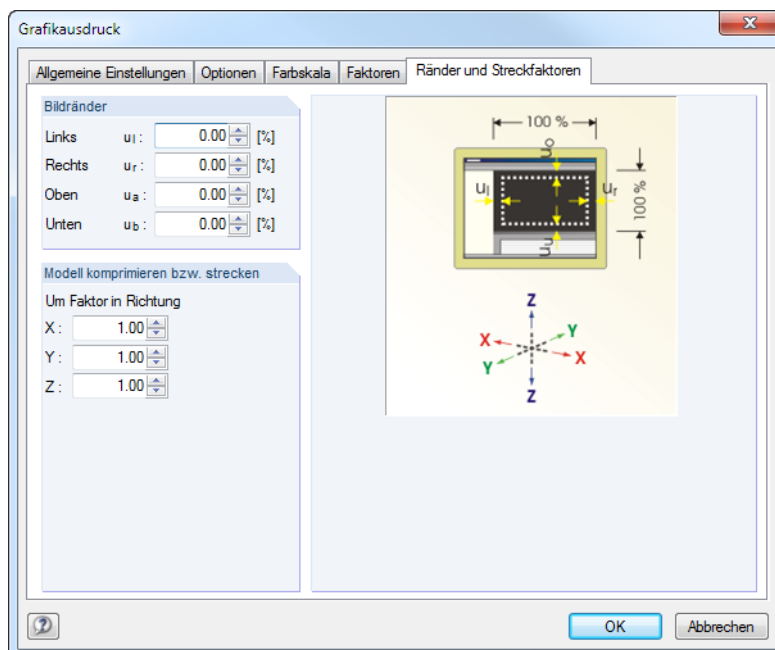 Grafikausdruck
Allgemeine Einstellungen Optionen Farbskala Faktoren Ränder und Streckfaktoren
Bildränder
Links ul : 0.00 [%]
Rechts ur : 0.00 [%]
Oben ua : 0.00 [%]
Unten ub : 0.00 [%]
Modell komprimieren bzw. strecken
Um Faktor in Richtung
X : 1.00
Y : 1.00
Z : 1.00
100 %
uo
ul ur
100 %
uu
Z
X Y
Y X
Z
OK Abbrechen